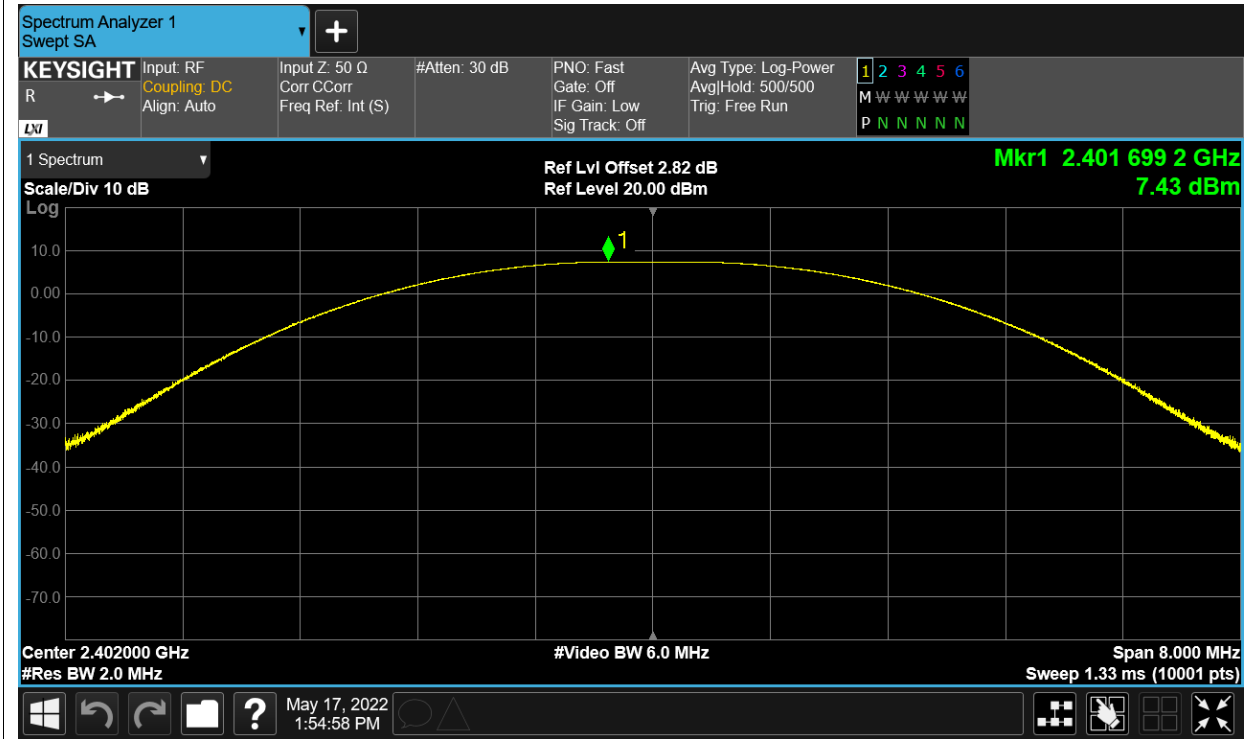 Spectrum Analyzer 1
Swept SA
KEYSIGHT
R
LXI
Input: RF
Coupling: DC
Align: Auto
Input Z: 50 Ω
Corr CCorr
Freq Ref: Int (S)
#Atten: 30 dB
PNO: Fast
Gate: Off
IF Gain: Low
Sig Track: Off
Avg Type: Log-Power
Avg|Hold: 500/500
Trig: Free Run
1 2 3 4 5 6
M W W W W W W
P N N N N N N
1 Spectrum
Scale/Div 10 dB
Log
Ref Lvl Offset 2.82 dB
Ref Level 20.00 dBm
Mkr1 2.401 699 2 GHz
7.43 dBm
1
10.0
0.00
-10.0
-20.0
-30.0
-40.0
-50.0
-60.0
-70.0
Center 2.402000 GHz
#Res BW 2.0 MHz
#Video BW 6.0 MHz
Span 8.000 MHz
Sweep 1.33 ms (10001 pts)
?
May 17, 2022
1:54:58 PM